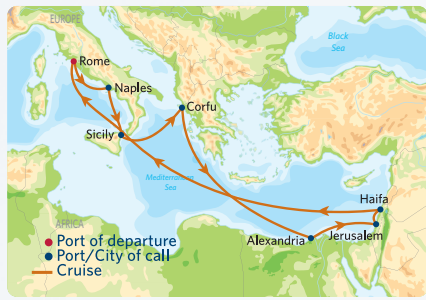 EUROPE
Black
Sea
Rome
Naples
Corfu
Sicily
Mediterranean
Sea
Haifa
AFRICA
Alexandria
Jerusalem
Port of departure
Port/City of call
Cruise